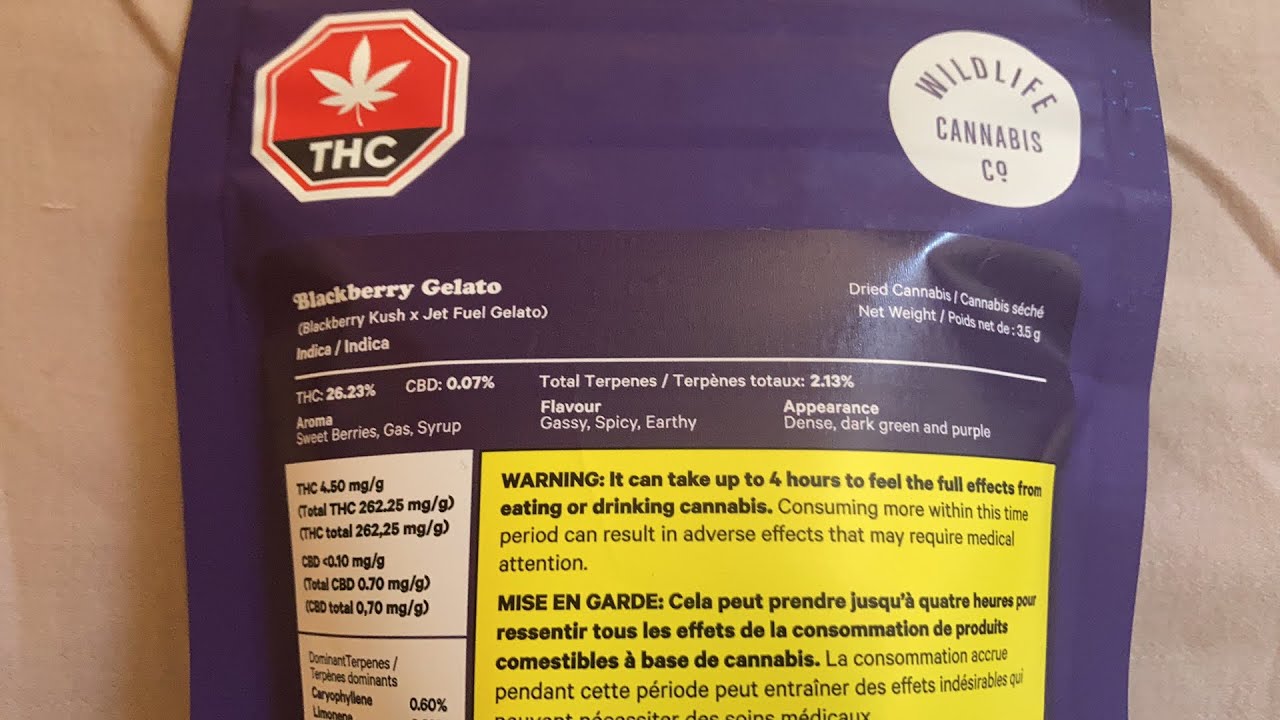 THC
WILDLIFE
CANNABIS
Cº
Blackberry Gelato
(Blackberry Kush x Jet Fuel Gelato)
Indica / Indica
Dried Cannabis / Cannabis séché
Net Weight / Poids net de : 3.5 g
THC: 26.23% CBD: 0.07% Total Terpenes / Terpènes totaux: 2.13%
Aroma
Sweet Berries, Gas, Syrup
Flavour
Gassy, Spicy, Earthy
Appearance
Dense, dark green and purple
THC 4.50 mg/g
(Total THC 262.25 mg/g)
(THC total 262,25 mg/g)
CBD <0.10 mg/g
(Total CBD 0.70 mg/g)
(CBD total 0,70 mg/g)
DominantTerpenes /
Terpènes dominants
Caryophyllene 0.60%
Limonene
WARNING: It can take up to 4 hours to feel the full effects from
eating or drinking cannabis. Consuming more within this time
period can result in adverse effects that may require medical
attention.
MISE EN GARDE: Cela peut prendre jusqu'à quatre heures pour
ressentir tous les effets de la consommation de produits
comestibles à base de cannabis. La consommation accrue
pendant cette période peut entraîner des effets indésirables qui
peuvent nécessiter des soins médicaux.